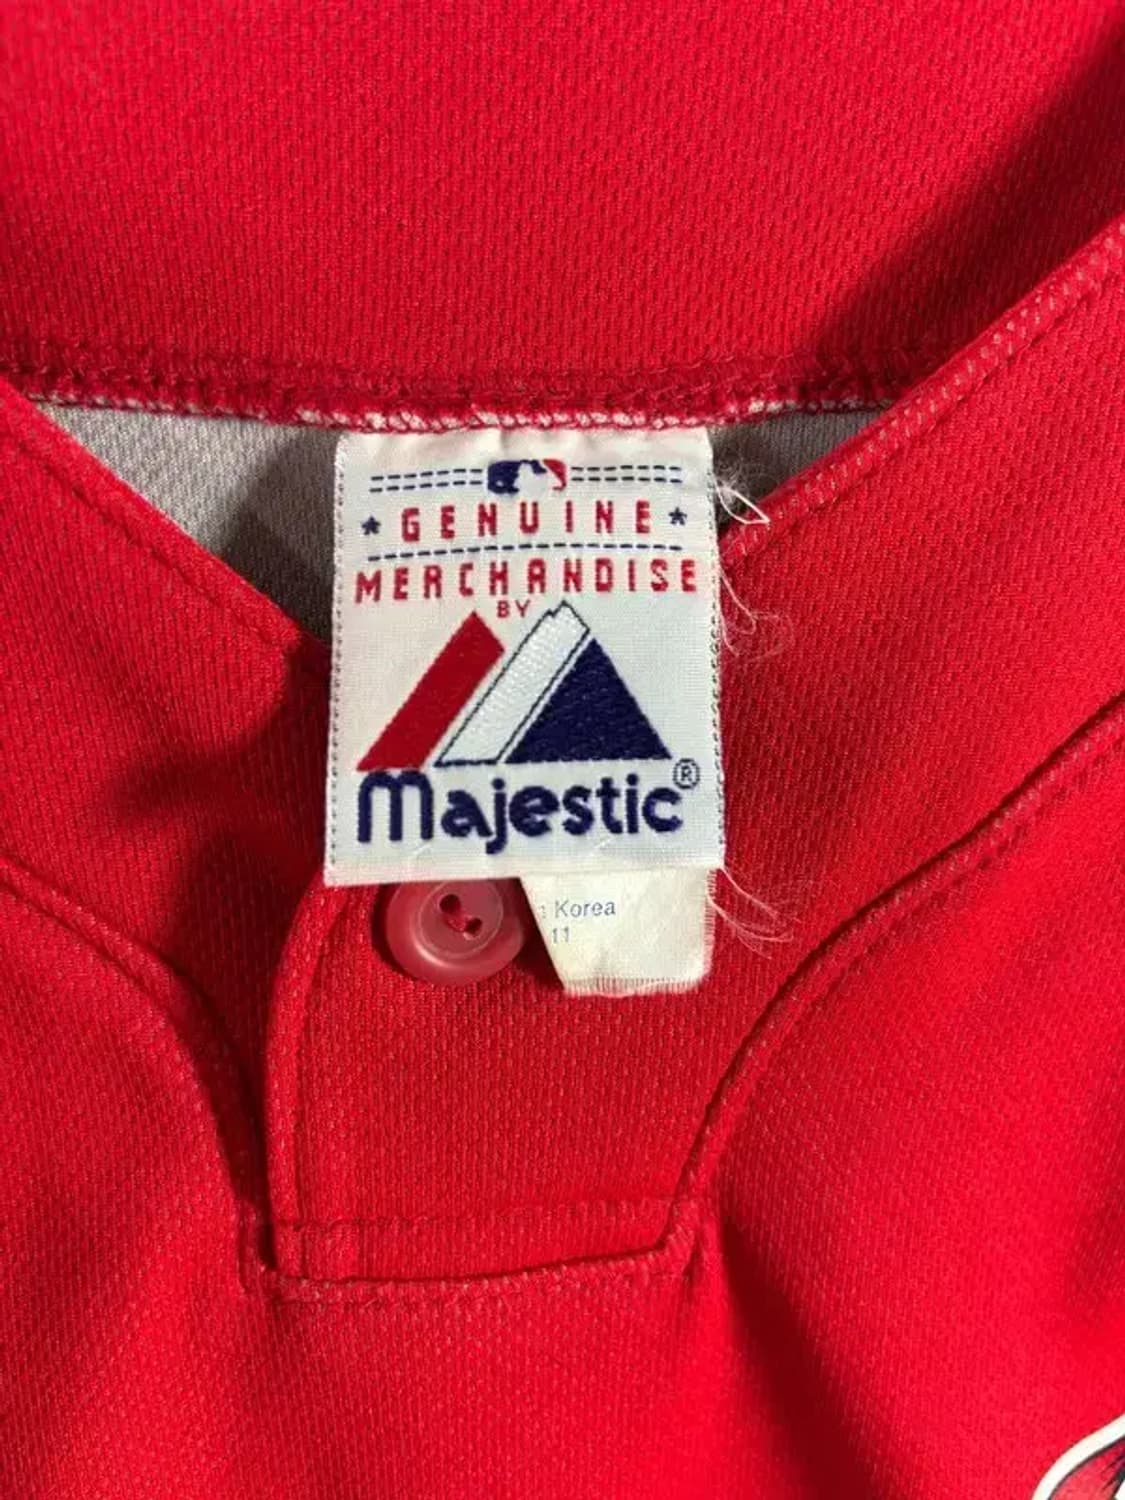 GENUINE
MERCHANDISE
BY
Majestic®
Korea
11